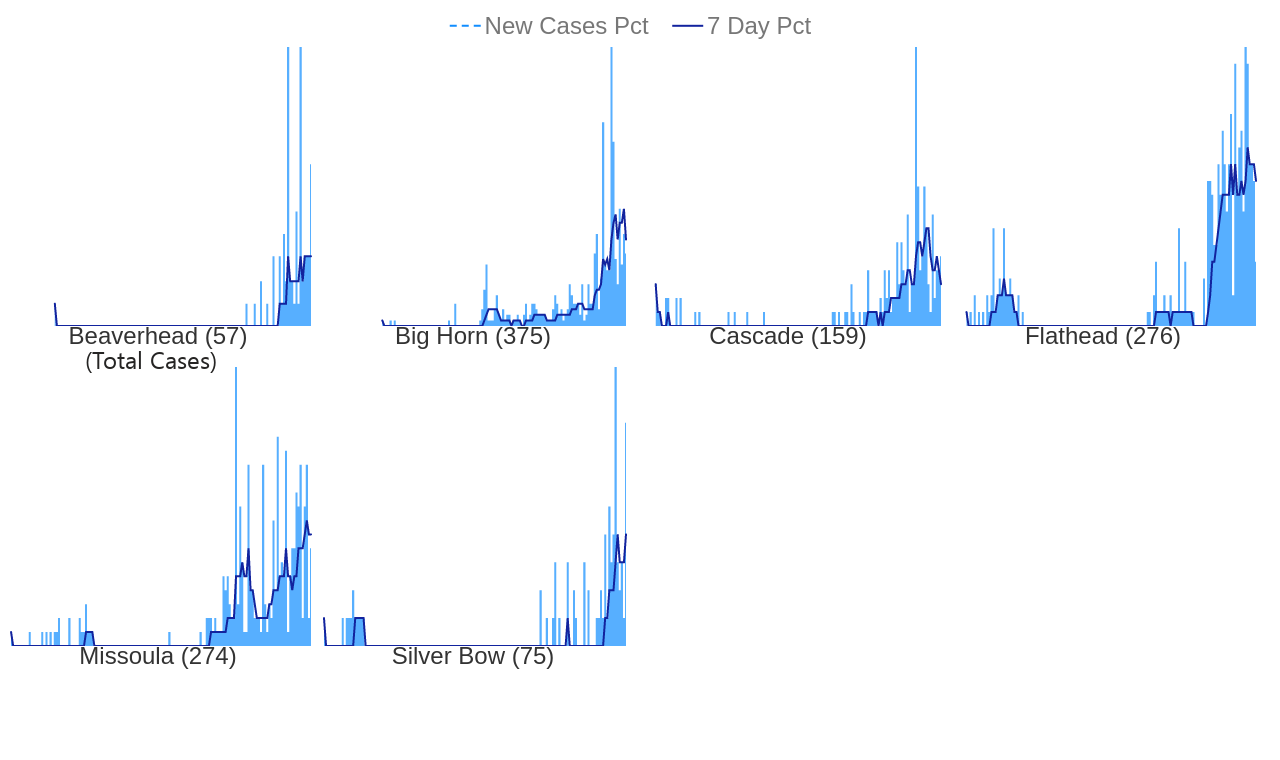 New Cases Pct 7 Day Pct
Beaverhead (57) Big Horn (375) Cascade (159) Flathead (276)
(Total Cases)
Missoula (274) Silver Bow (75)